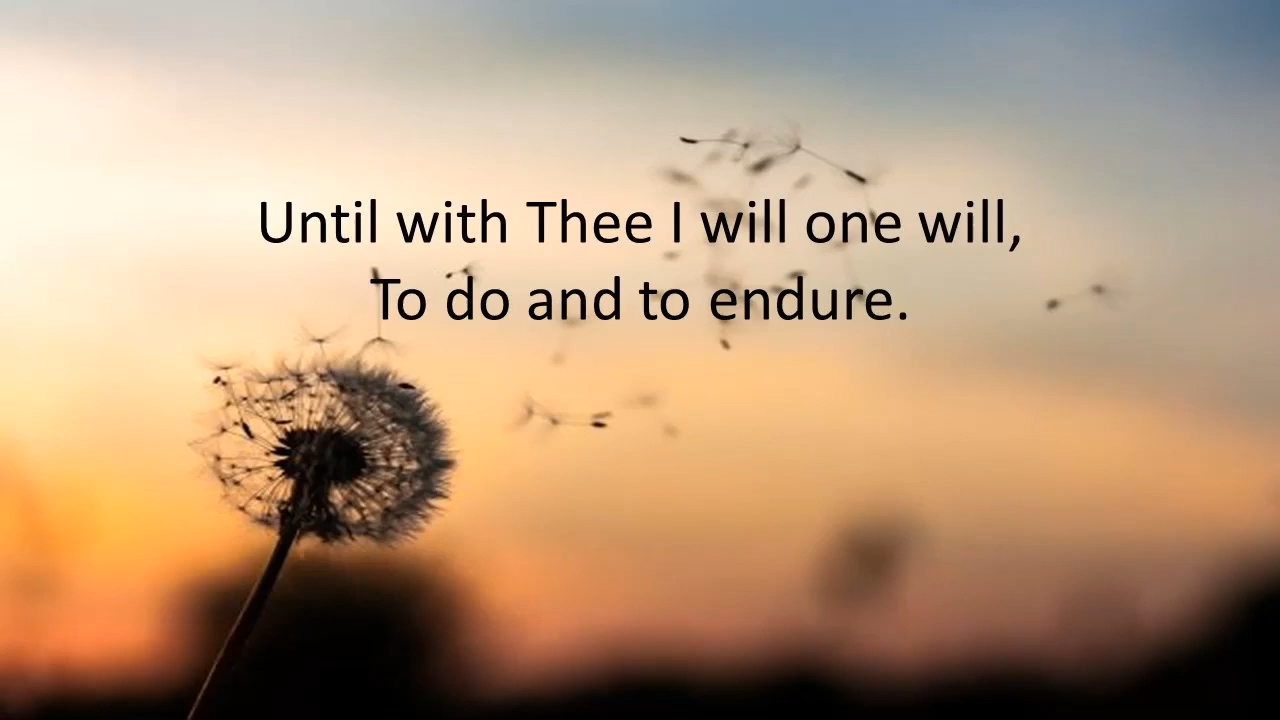 Until with Thee I will one will,
To do and to endure.